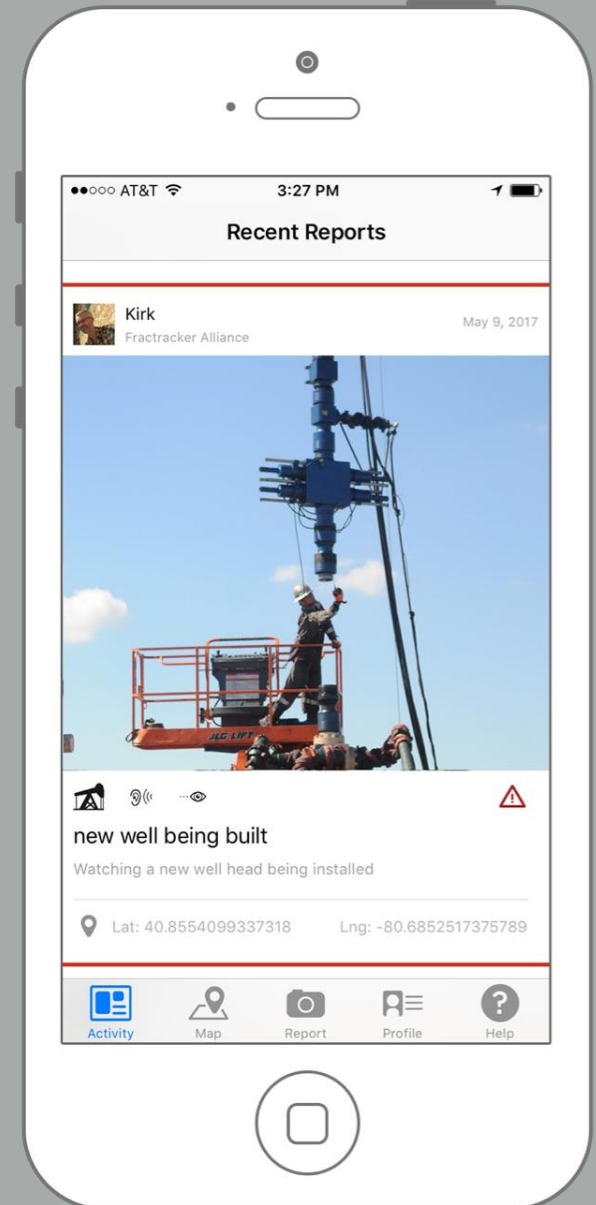 AT&T 3:27 PM
Recent Reports
Kirk
May 9, 2017
Fractracker Alliance
JLG LIFT
new well being built
Watching a new well head being installed
Lat: 40.8554099337318 Lng: -80.6852517375789
Activity Map Report Profile Help